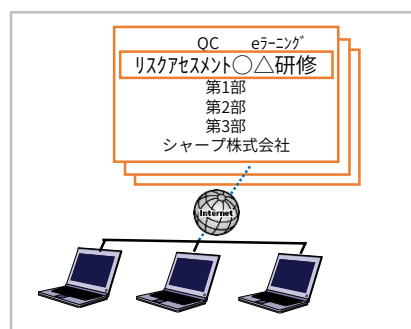 QC eﾗｰﾆﾝｸﾞ
ﾘｽｸｱｾｽﾒﾝﾄ○△研修
第1部
第2部
第3部
シャープ株式会社
Internet